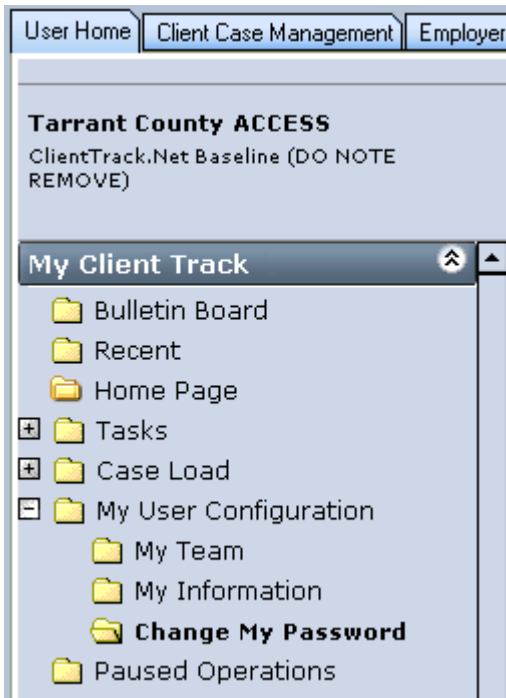 User Home Client Case Management Employer
Tarrant County ACCESS
ClientTrack.Net Baseline (DO NOTE
REMOVE)
My Client Track
Bulletin Board
Recent
Home Page
Tasks
Case Load
My User Configuration
My Team
My Information
Change My Password
Paused Operations